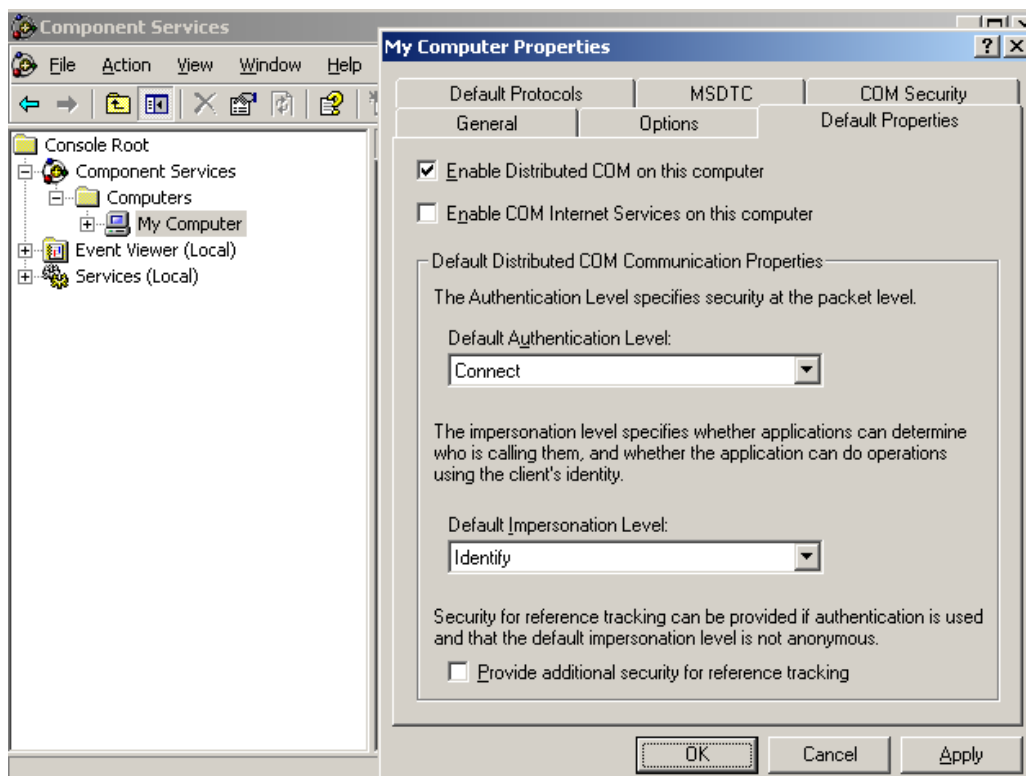 Component Services
File Action View Window Help
Console Root
Component Services
Computers
My Computer
Event Viewer (Local)
Services (Local)
My Computer Properties
Default Protocols MSDTC COM Security
General Options Default Properties
Enable Distributed COM on this computer
Enable COM Internet Services on this computer
Default Distributed COM Communication Properties
The Authentication Level specifies security at the packet level.
Default Authentication Level:
Connect
The impersonation level specifies whether applications can determine
who is calling them, and whether the application can do operations
using the client's identity.
Default Impersonation Level:
Identify
Security for reference tracking can be provided if authentication is used
and that the default impersonation level is not anonymous.
Provide additional security for reference tracking
OK Cancel Apply